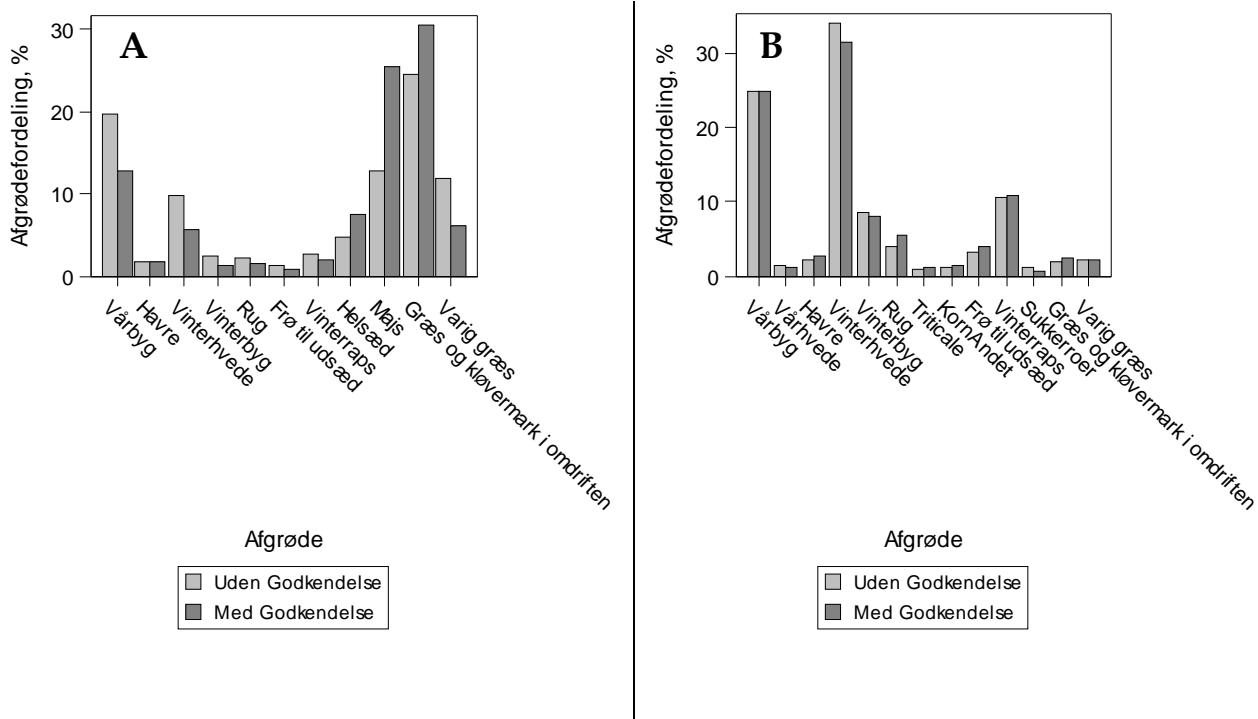 A
Afgrødefordeling, %
30
20
10
0
Vårbyg
Havre
Vinterhvede
Vinterbyg
Rug
Frø til udsæd
Vinterraps
Helsæd
Majs
Græs og kløvermark i omdriften
Varig græs
Afgrøde
Uden Godkendelse
Med Godkendelse
B
Afgrødefordeling, %
30
20
10
0
Vårbyg
Vårhvede
Havre
Vinterhvede
Vinterbyg
Rug
Triticale
KornAndet
Frø til udsæd
Vinterraps
Sukkerroer
Græs og kløvermark i omdriften
Varig græs
Afgrøde
Uden Godkendelse
Med Godkendelse